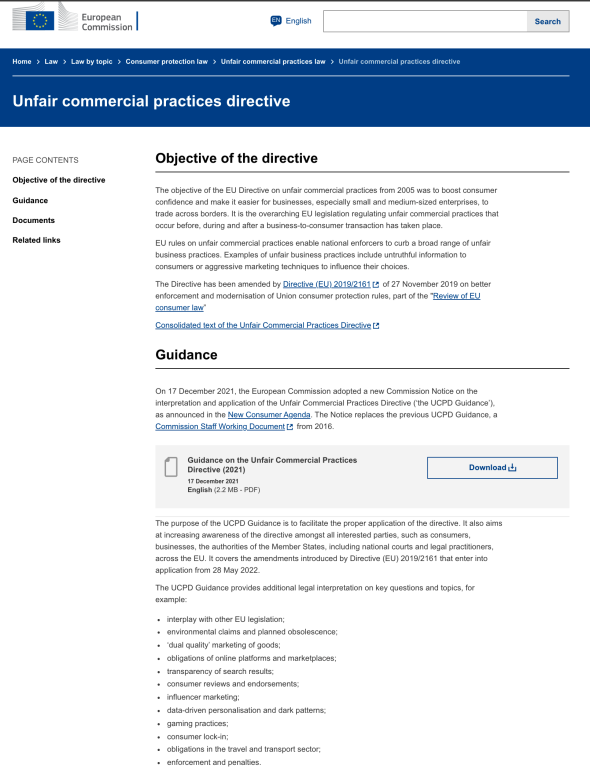 European
Commission
EN English
Search
Home > Law > Law by topic > Consumer protection law > Unfair commercial practices law > Unfair commercial practices directive
Unfair commercial practices directive
PAGE CONTENTS
Objective of the directive
Guidance
Documents
Related links
Objective of the directive
The objective of the EU Directive on unfair commercial practices from 2005 was to boost consumer
confidence and make it easier for businesses, especially small and medium-sized enterprises, to
trade across borders. It is the overarching EU legislation regulating unfair commercial practices that
occur before, during and after a business-to-consumer transaction has taken place.
EU rules on unfair commercial practices enable national enforcers to curb a broad range of unfair
business practices. Examples of unfair business practices include untruthful information to
consumers or aggressive marketing techniques to influence their choices.
The Directive has been amended by Directive (EU) 2019/2161 of 27 November 2019 on better
enforcement and modernisation of Union consumer protection rules, part of the "Review of EU
consumer law"
Consolidated text of the Unfair Commercial Practices Directive
Guidance
On 17 December 2021, the European Commission adopted a new Commission Notice on the
interpretation and application of the Unfair Commercial Practices Directive ('the UCPD Guidance'),
as announced in the New Consumer Agenda. The Notice replaces the previous UCPD Guidance, a
Commission Staff Working Document from 2016.
Guidance on the Unfair Commercial Practices
Directive (2021)
17 December 2021
English (2.2 MB - PDF)
Download
The purpose of the UCPD Guidance is to facilitate the proper application of the directive. It also aims
at increasing awareness of the directive amongst all interested parties, such as consumers,
businesses, the authorities of the Member States, including national courts and legal practitioners,
across the EU. It covers the amendments introduced by Directive (EU) 2019/2161 that enter into
application from 28 May 2022.
The UCPD Guidance provides additional legal interpretation on key questions and topics, for
example:
• interplay with other EU legislation;
• environmental claims and planned obsolescence;
• 'dual quality' marketing of goods;
• obligations of online platforms and marketplaces;
• transparency of search results;
• consumer reviews and endorsements;
• influencer marketing;
• data-driven personalisation and dark patterns;
• gaming practices;
• consumer lock-in;
• obligations in the travel and transport sector;
• enforcement and penalties.